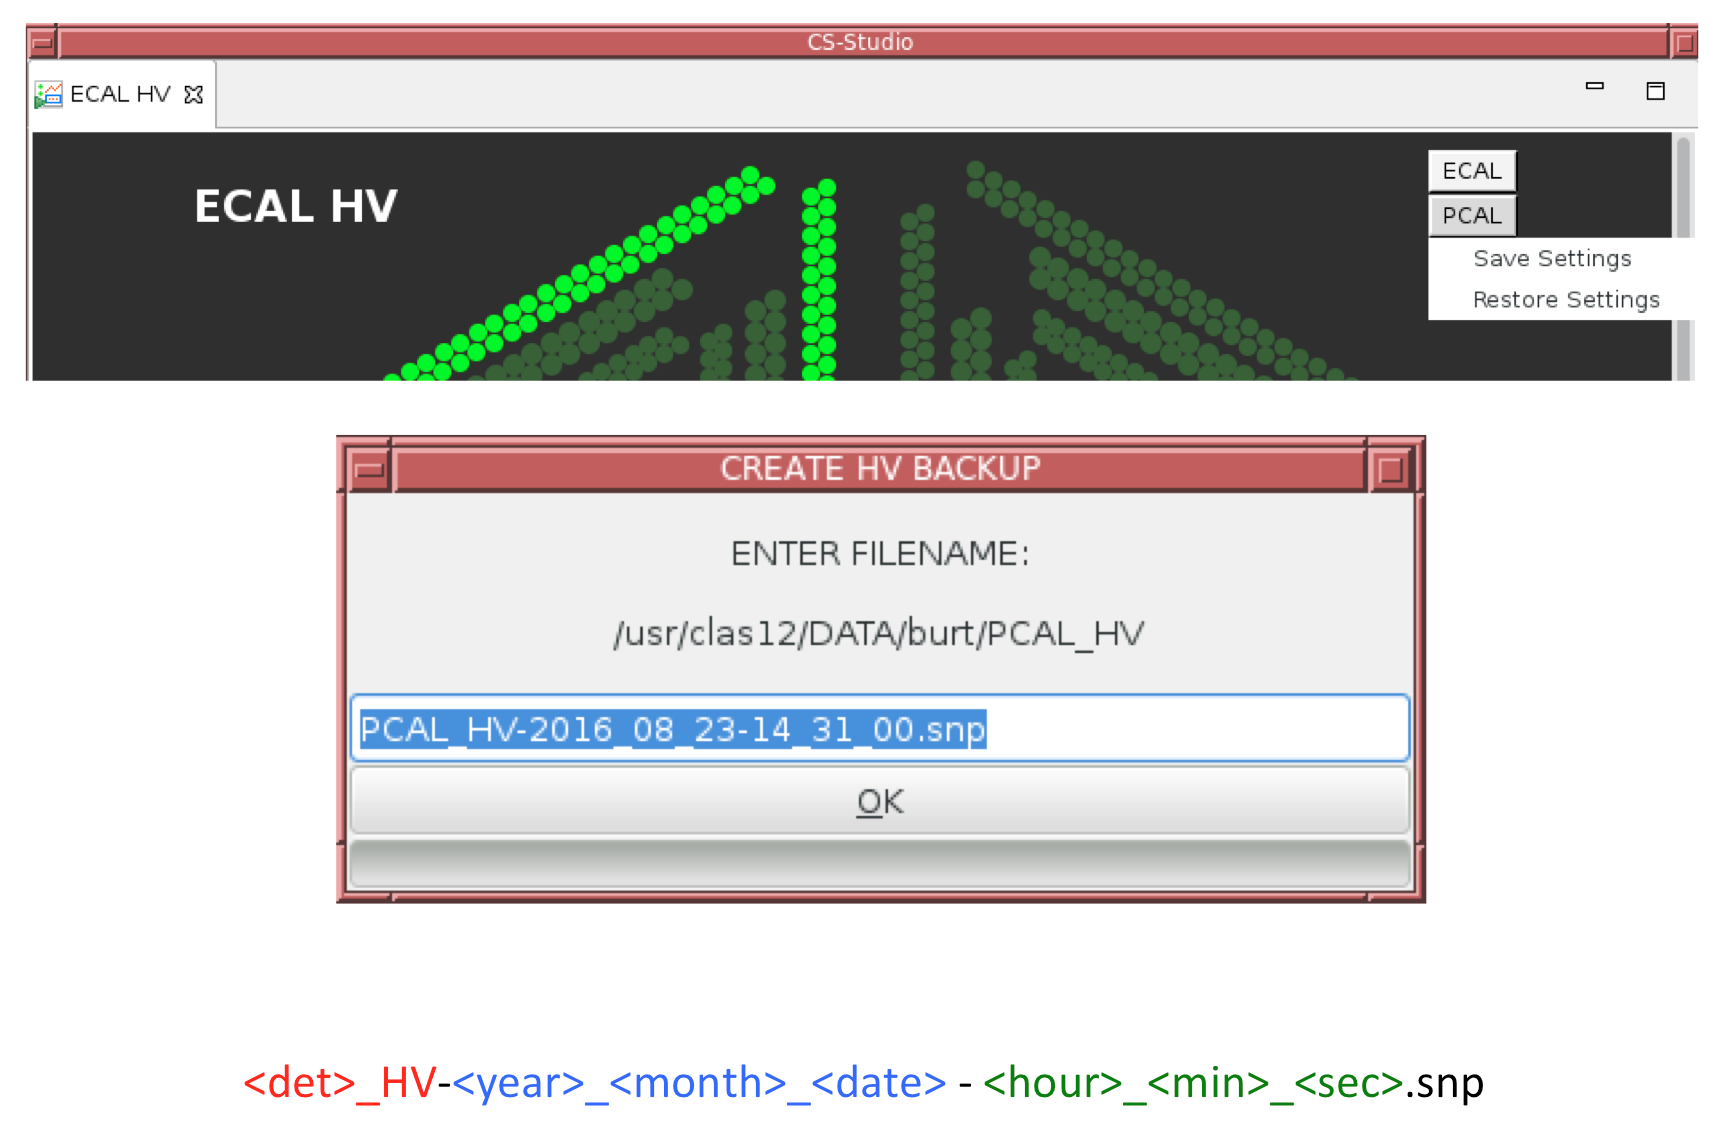 CS-Studio
ECAL HV
ECAL HV
ECAL
PCAL
Save Settings
Restore Settings
CREATE HV BACKUP
ENTER FILENAME:
/usr/clas12/DATA/burt/PCAL_HV
PCAL_HV-2016_08_23-14_31_00.snp
OK
<det>_HV-<year>_<month>_<date> - <hour>_<min>_<sec>.snp